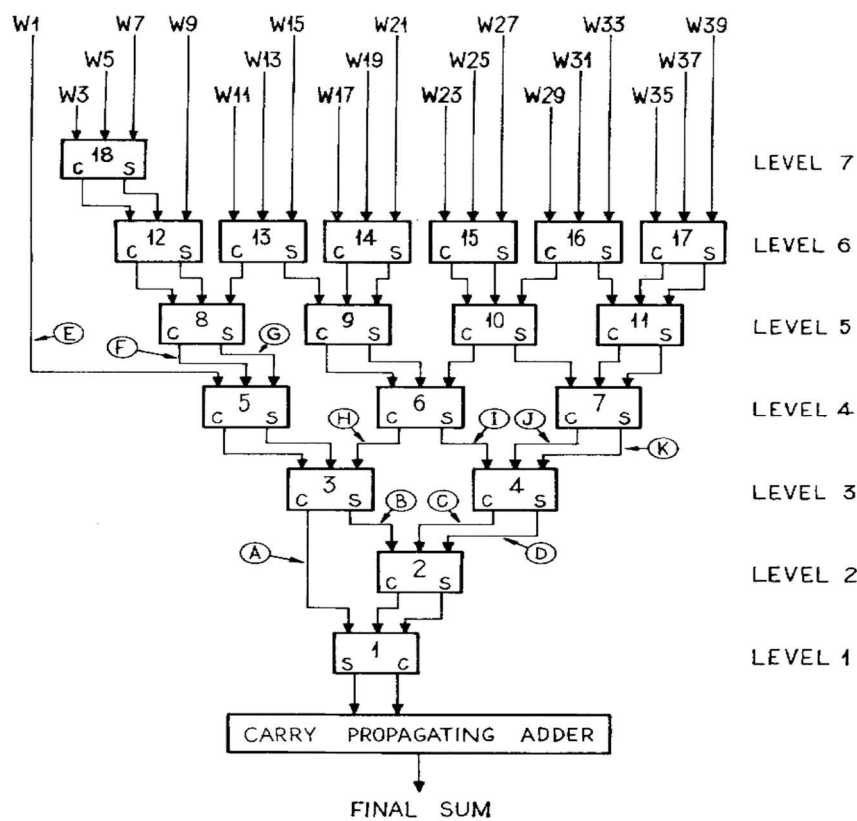 W1 W7 W9 W15 W21 W27 W33 W39
W5 W13 W19 W25 W31 W37
W3 W11 W17 W23 W29 W35
18 C S LEVEL 7
12 C S 13 C S 14 C S 15 C S 16 C S 17 C S LEVEL 6
8 C S 9 C S 10 C S 11 C S LEVEL 5
E F G
5 C S 6 C S 7 C S LEVEL 4
H I J K
3 C S 4 C S LEVEL 3
A B C D
2 C S LEVEL 2
1 S C LEVEL 1
CARRY PROPAGATING ADDER
FINAL SUM